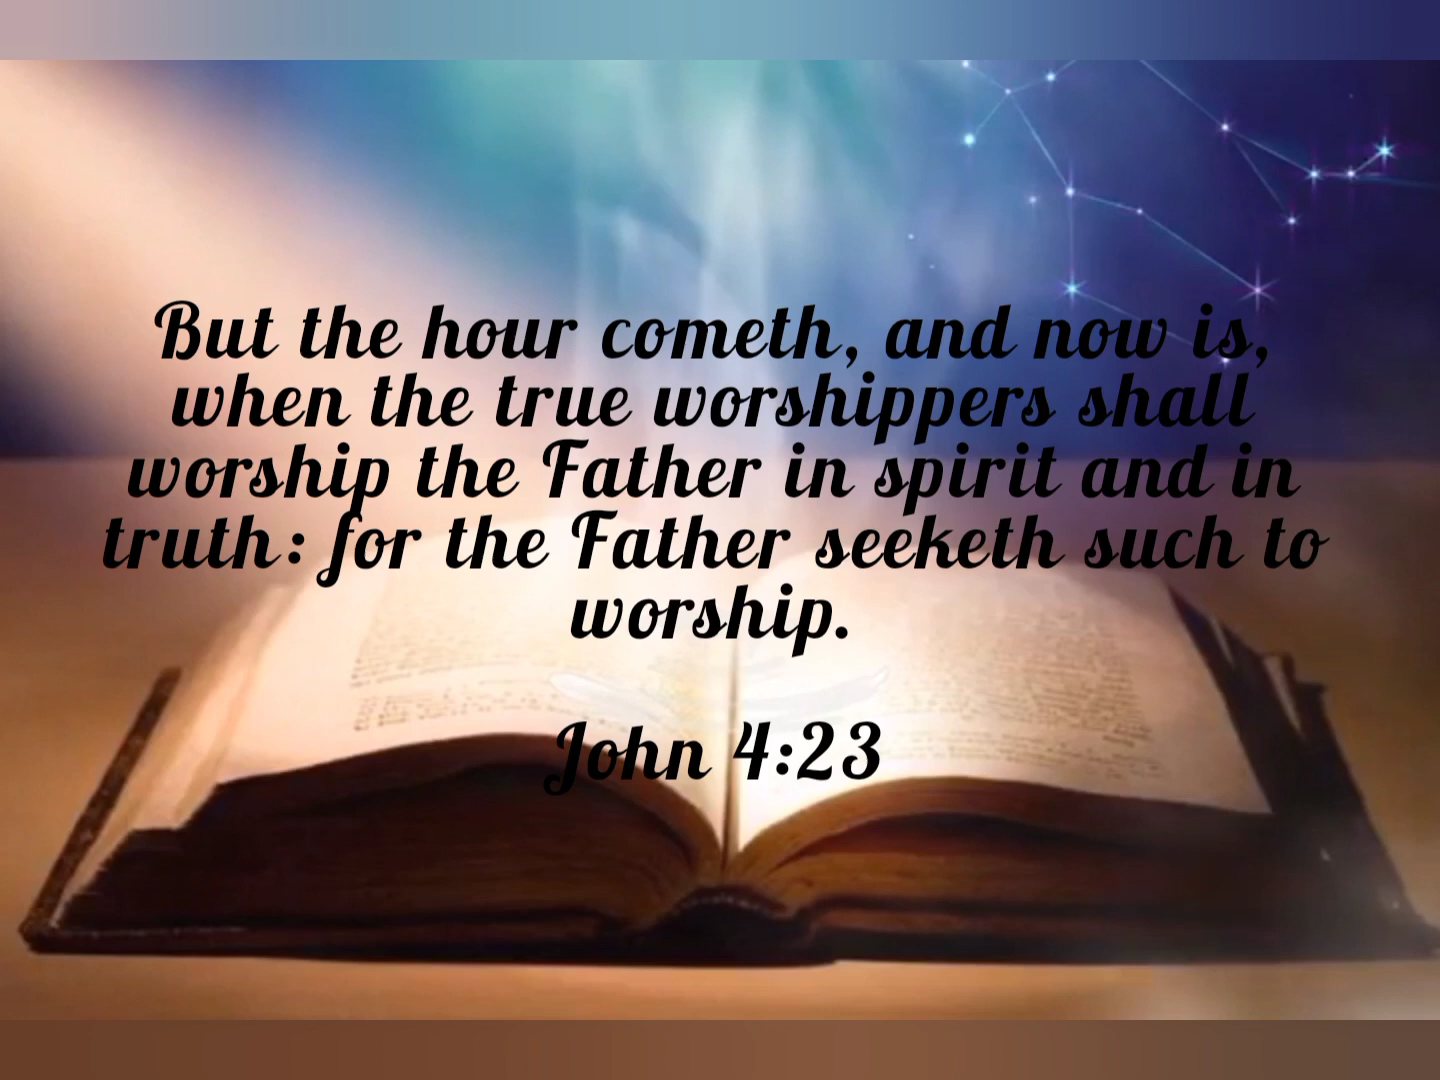 But the hour cometh, and now is,
when the true worshippers shall
worship the Father in spirit and in
truth: for the Father seeketh such to
worship.
John 4:23